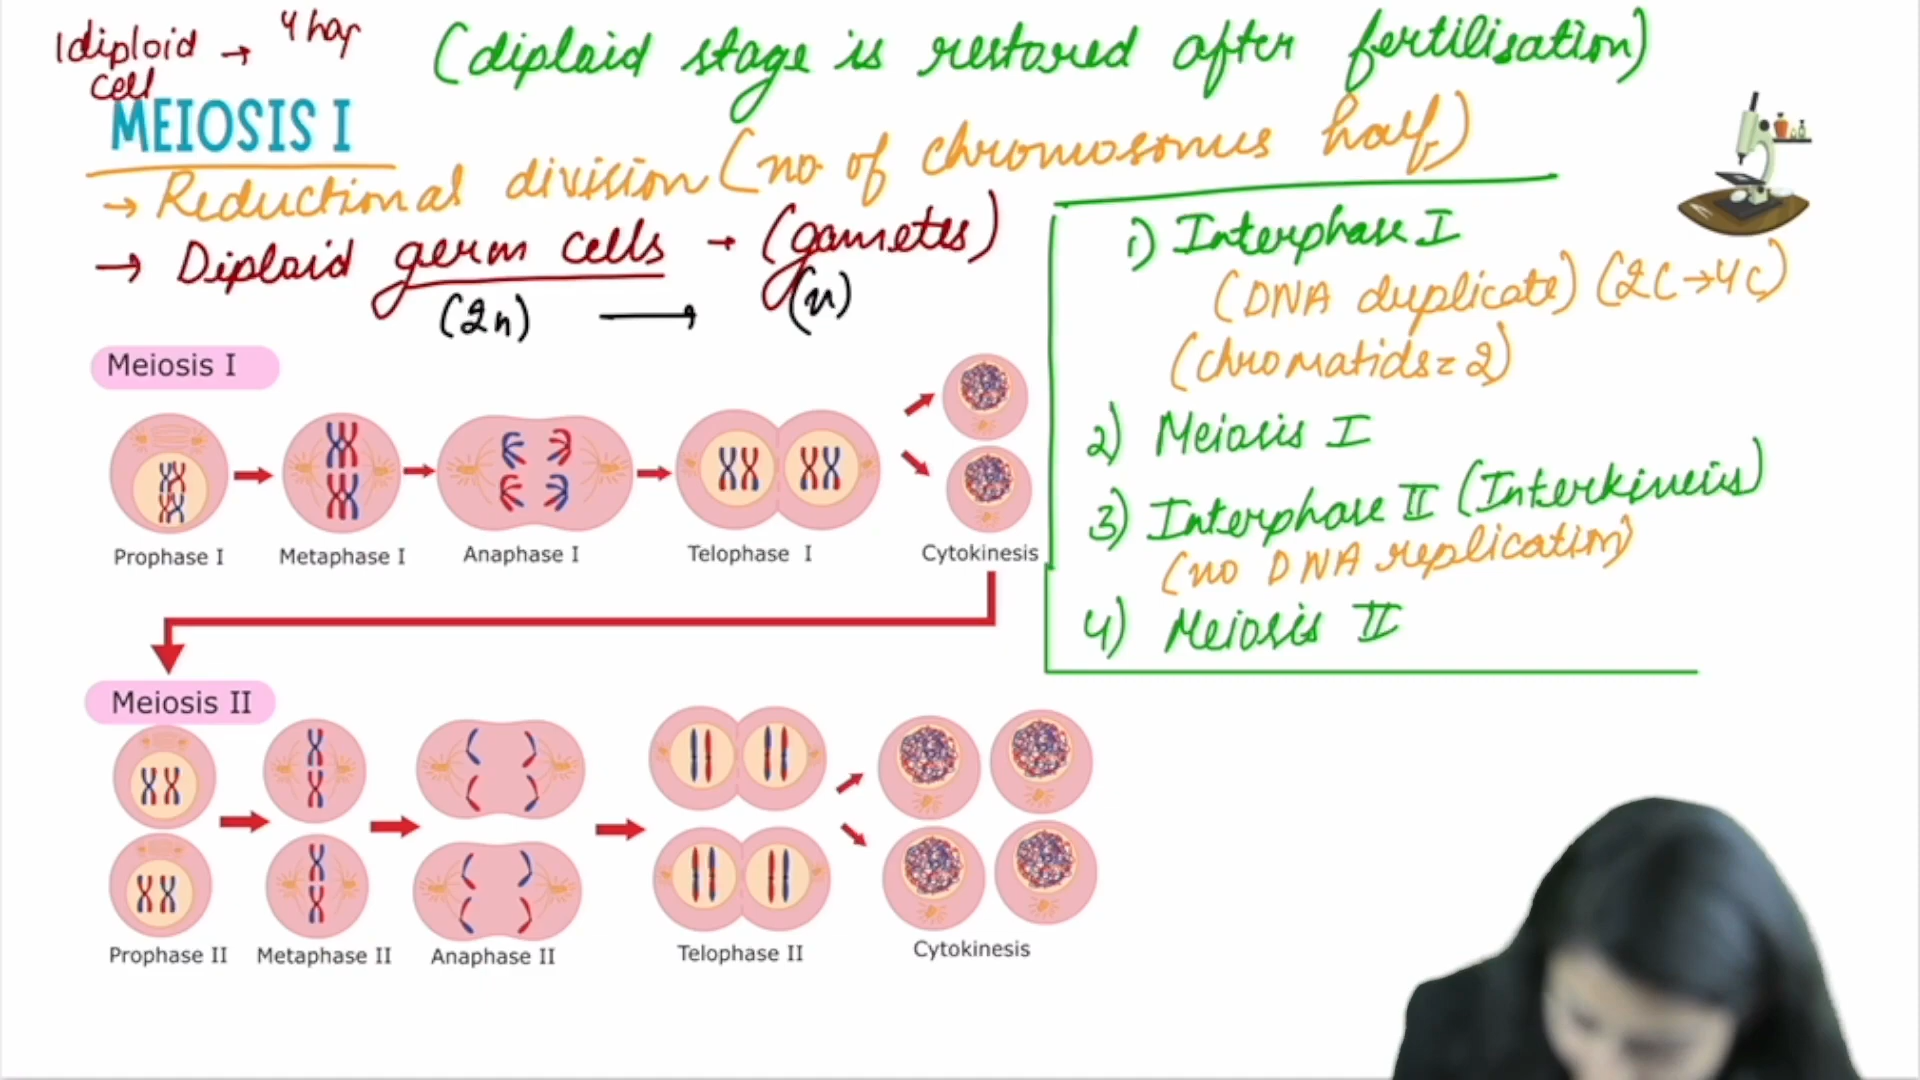 1diploid → 4 hap
cell
(diploid stage is restored after fertilisation)
MEIOSIS I
→ Reductional division (no. of chromosomes half)
→ Diploid germ cells → (gametes)
(2n) → (n)
1) Interphase I
(DNA duplicate) (2C→4C)
(chromatids = 2)
2) Meiosis I
3) Interphase II (Interkinesis)
(no DNA replication)
4) Meiosis II
Meiosis I
Prophase I Metaphase I Anaphase I Telophase I Cytokinesis
Meiosis II
Prophase II Metaphase II Anaphase II Telophase II Cytokinesis